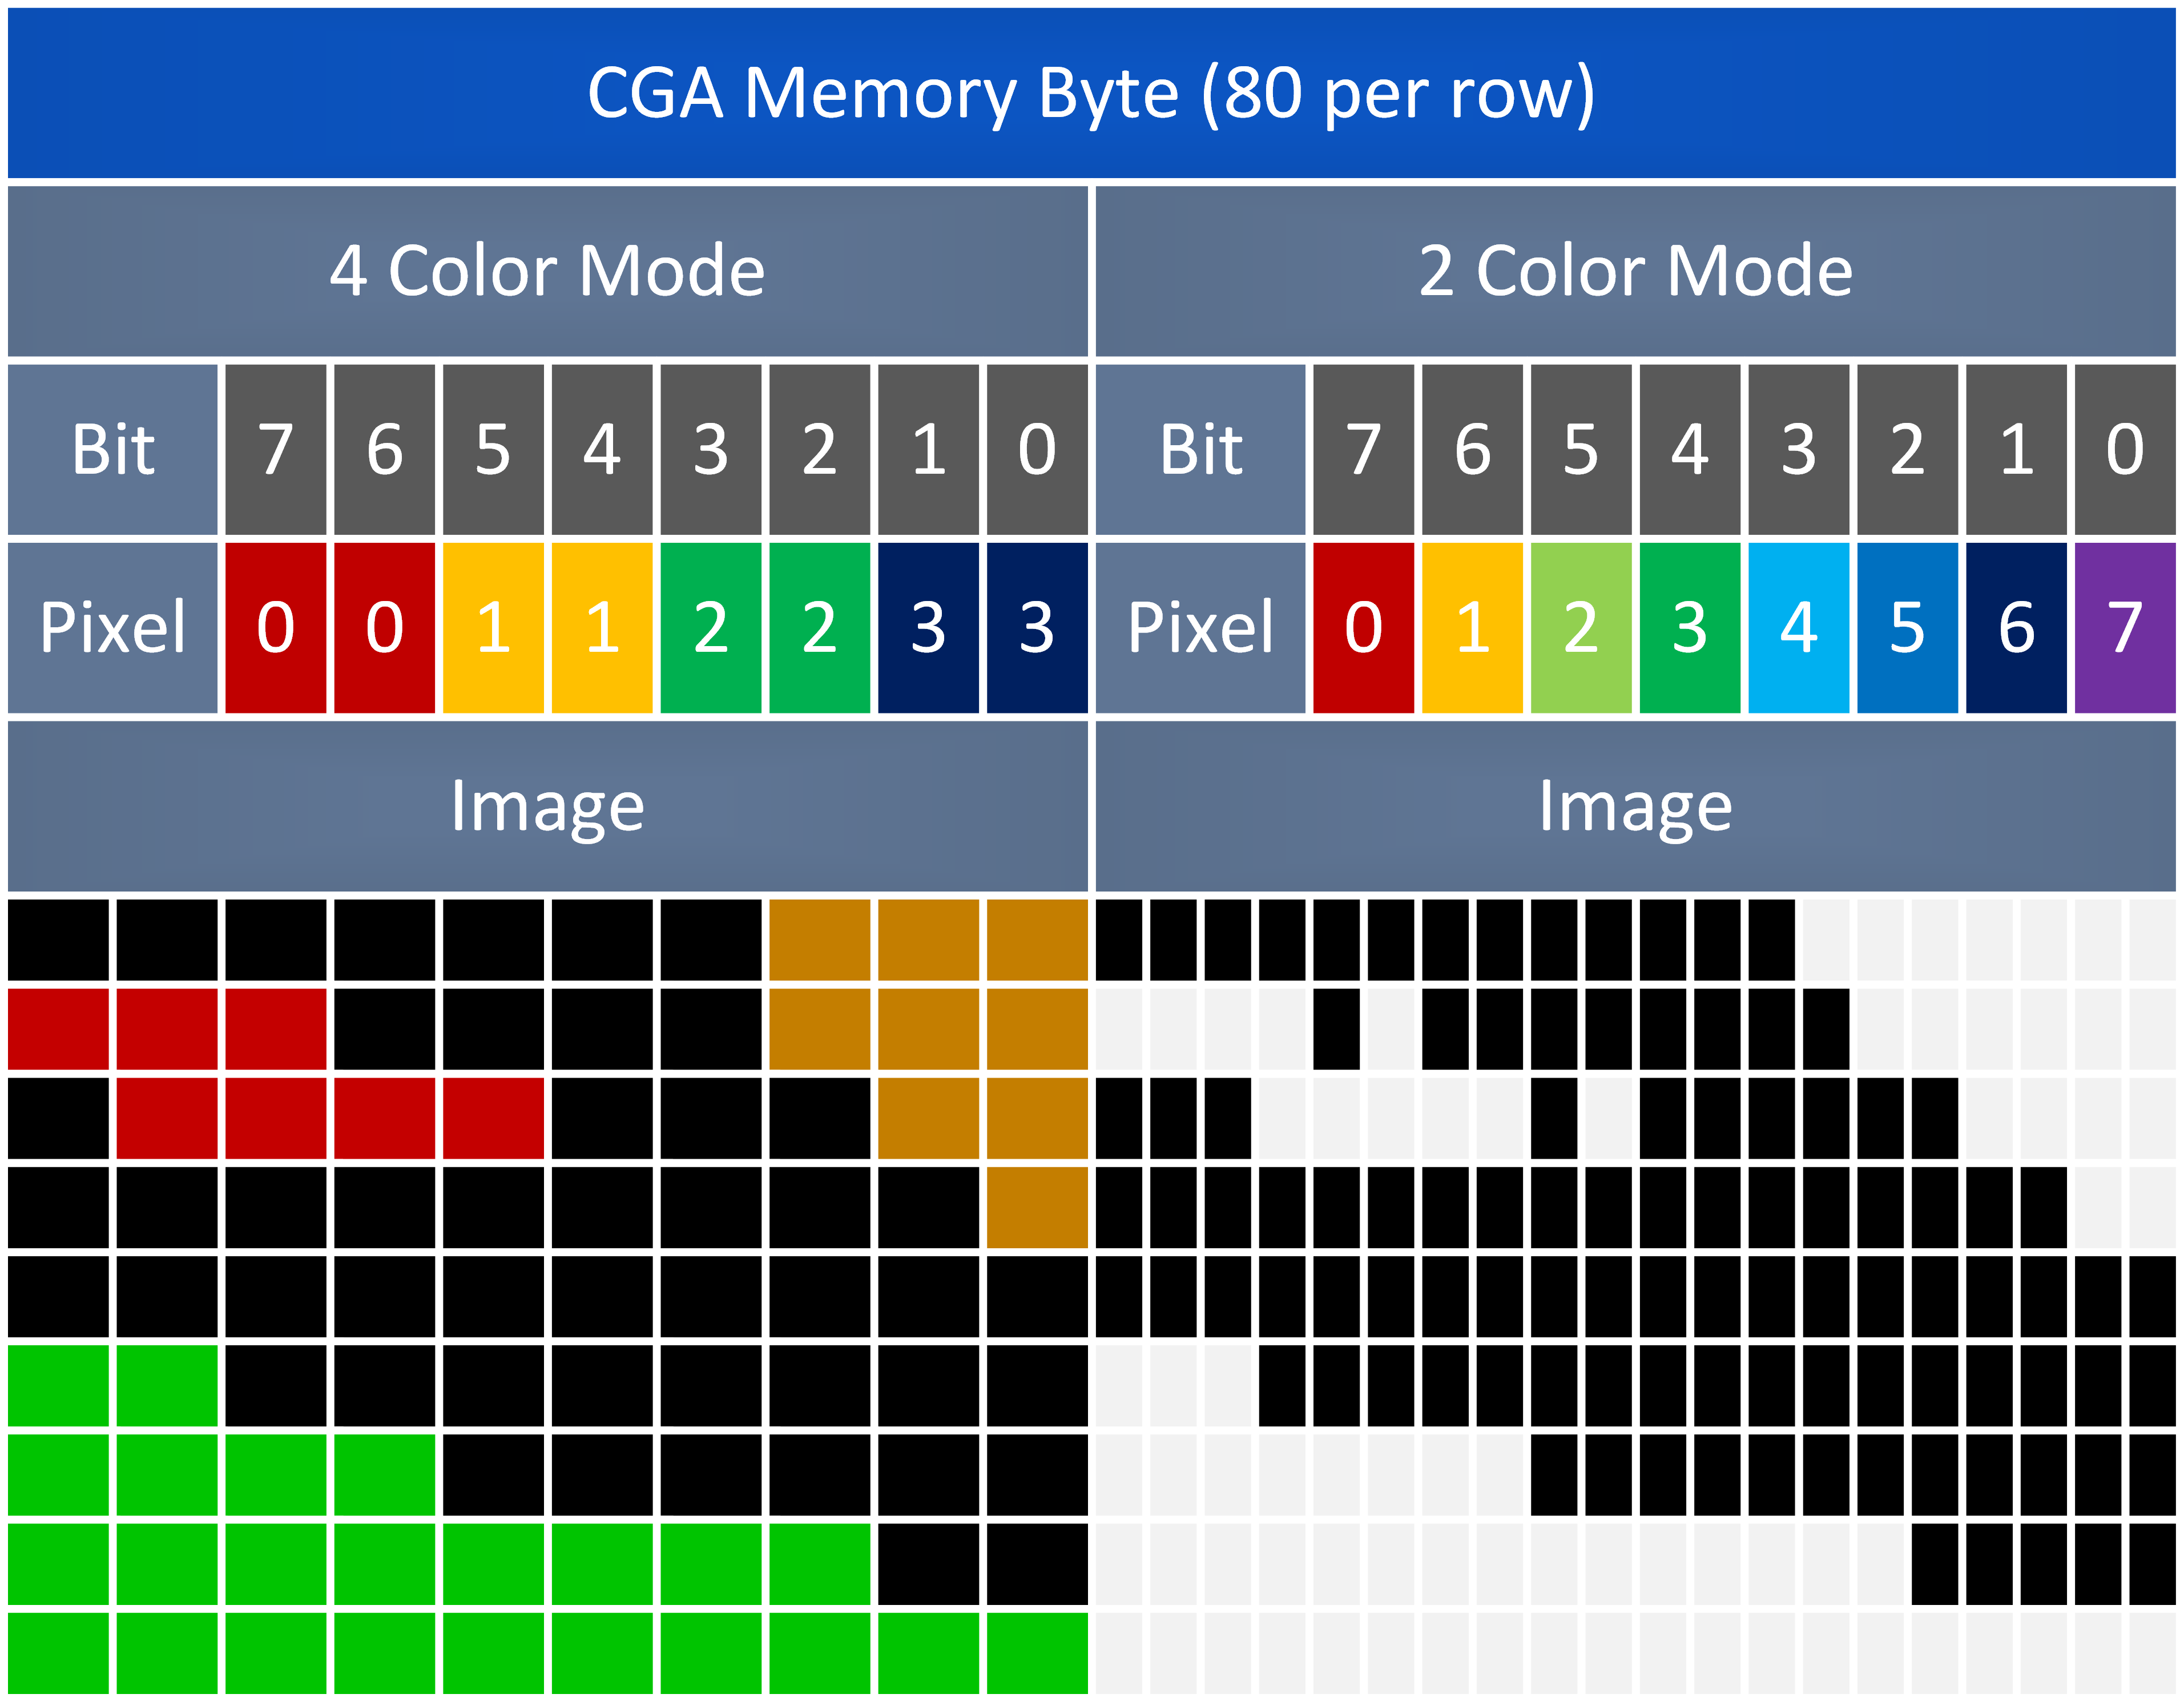 CGA Memory Byte (80 per row)
4 Color Mode 2 Color Mode
Bit 7 6 5 4 3 2 1 0 Bit 7 6 5 4 3 2 1 0
Pixel 0 0 1 1 2 2 3 3 Pixel 0 1 2 3 4 5 6 7
Image Image